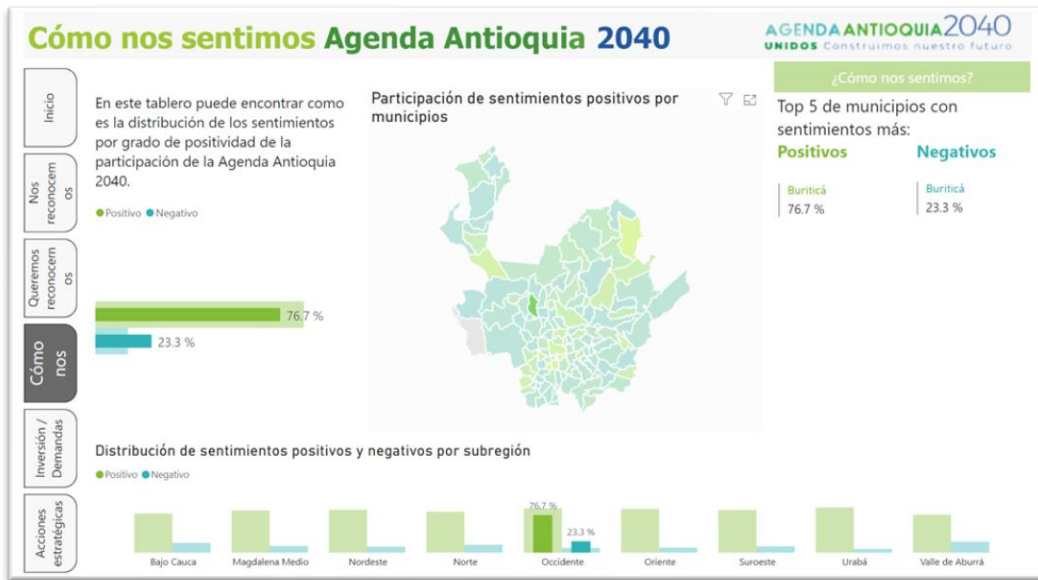 Cómo nos sentimos Agenda Antioquia 2040
AGENDA ANTIOQUIA 2040
UNIDOS Construimos nuestro futuro
Inicio
Nos
reconocem
os
Queremos
reconocem
os
Cómo
nos
Inversión /
Demandas
Acciones
estratégicas
En este tablero puede encontrar como
es la distribución de los sentimientos
por grado de positividad de la
participación de la Agenda Antioquia
2040.
Positivo Negativo
76.7 %
23.3 %
Participación de sentimientos positivos por
municipios
¿Cómo nos sentimos?
Top 5 de municipios con
sentimientos más:
Positivos Negativos
Buriticá Buriticá
76.7 % 23.3 %
Distribución de sentimientos positivos y negativos por subregión
Positivo Negativo
76.7 %
23.3 %
Bajo Cauca Magdalena Medio Nordeste Norte Occidente Oriente Suroeste Urabá Valle de Aburrá